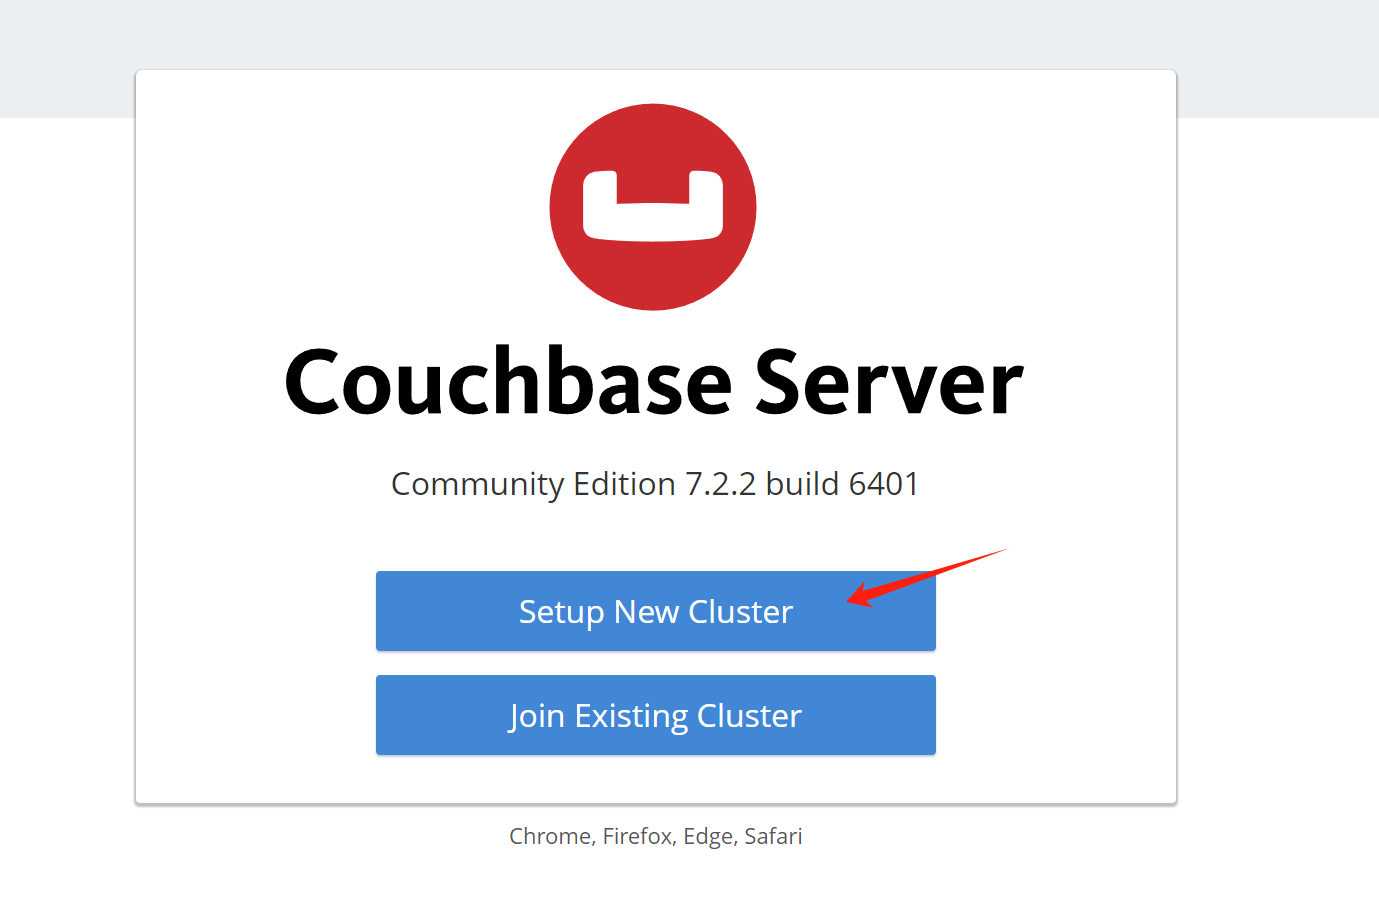 Couchbase Server
Community Edition 7.2.2 build 6401
Setup New Cluster
Join Existing Cluster
Chrome, Firefox, Edge, Safari